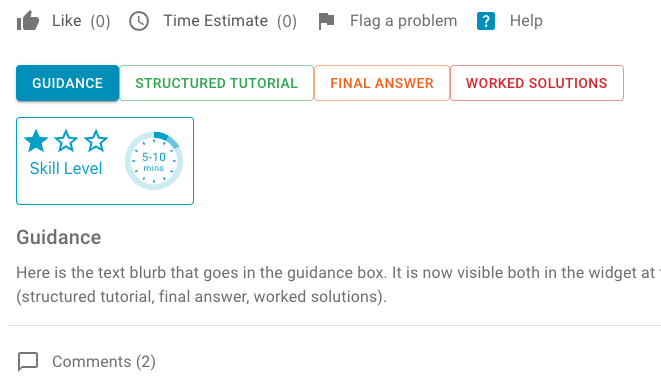 Like (0) Time Estimate (0) Flag a problem ? Help
GUIDANCE STRUCTURED TUTORIAL FINAL ANSWER WORKED SOLUTIONS
5-10
mins
Skill Level
Guidance
Here is the text blurb that goes in the guidance box. It is now visible both in the widget at
(structured tutorial, final answer, worked solutions).
Comments (2)